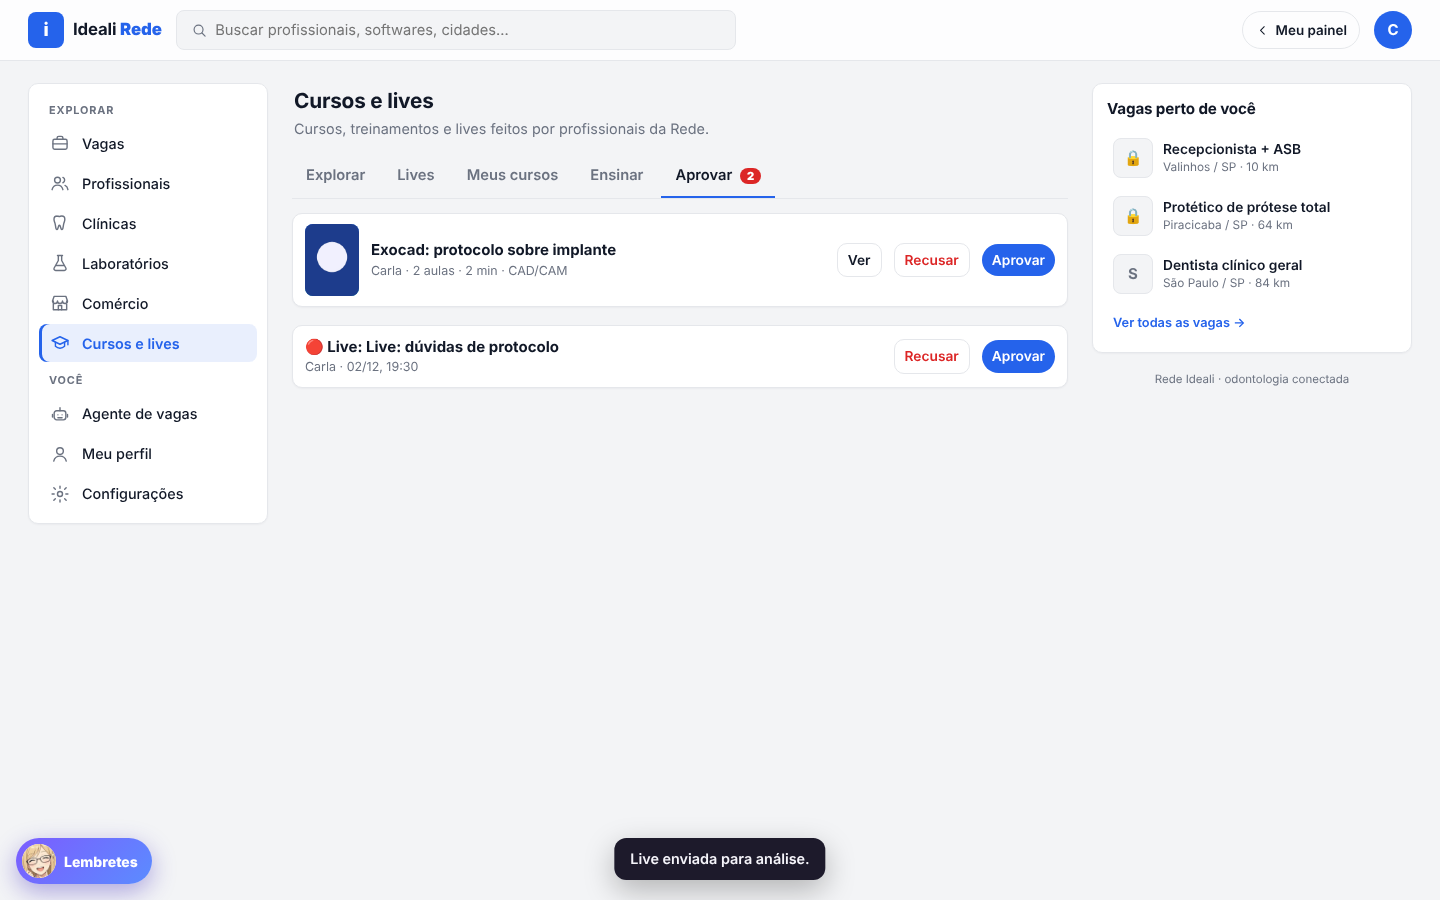 i
Ideali Rede
Buscar profissionais, softwares, cidades...
Meu painel
C
EXPLORAR
Vagas
Profissionais
Clínicas
Laboratórios
Comércio
Cursos e lives
VOCÊ
Agente de vagas
Meu perfil
Configurações
Cursos e lives
Cursos, treinamentos e lives feitos por profissionais da Rede.
Explorar
Lives
Meus cursos
Ensinar
Aprovar 2
Exocad: protocolo sobre implante
Carla · 2 aulas · 2 min · CAD/CAM
Ver
Recusar
Aprovar
Live: Live: dúvidas de protocolo
Carla · 02/12, 19:30
Recusar
Aprovar
Vagas perto de você
Recepcionista + ASB
Valinhos / SP · 10 km
Protético de prótese total
Piracicaba / SP · 64 km
S
Dentista clínico geral
São Paulo / SP · 84 km
Ver todas as vagas →
Rede Ideali · odontologia conectada
Lembretes
Live enviada para análise.